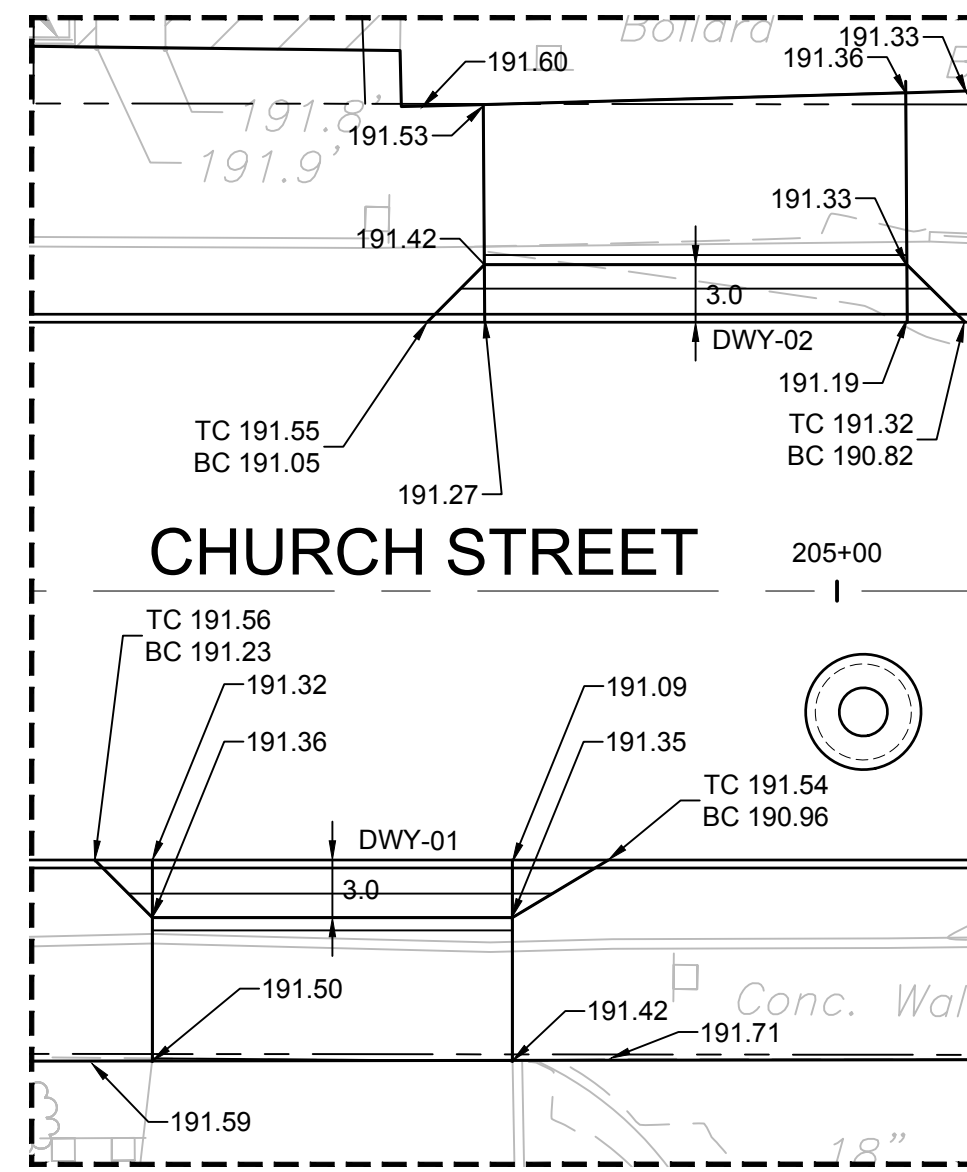 Bollard
191.33
191.36
191.60
191.8'
191.53
191.9'
191.33
191.42
3.0
DWY-02
191.19
TC 191.55
BC 191.05
TC 191.32
BC 190.82
191.27
CHURCH STREET
205+00
TC 191.56
BC 191.23
191.32
191.09
191.36
191.35
TC 191.54
BC 190.96
DWY-01
3.0
191.50
Conc. Wal
191.42
191.71
191.59
18"